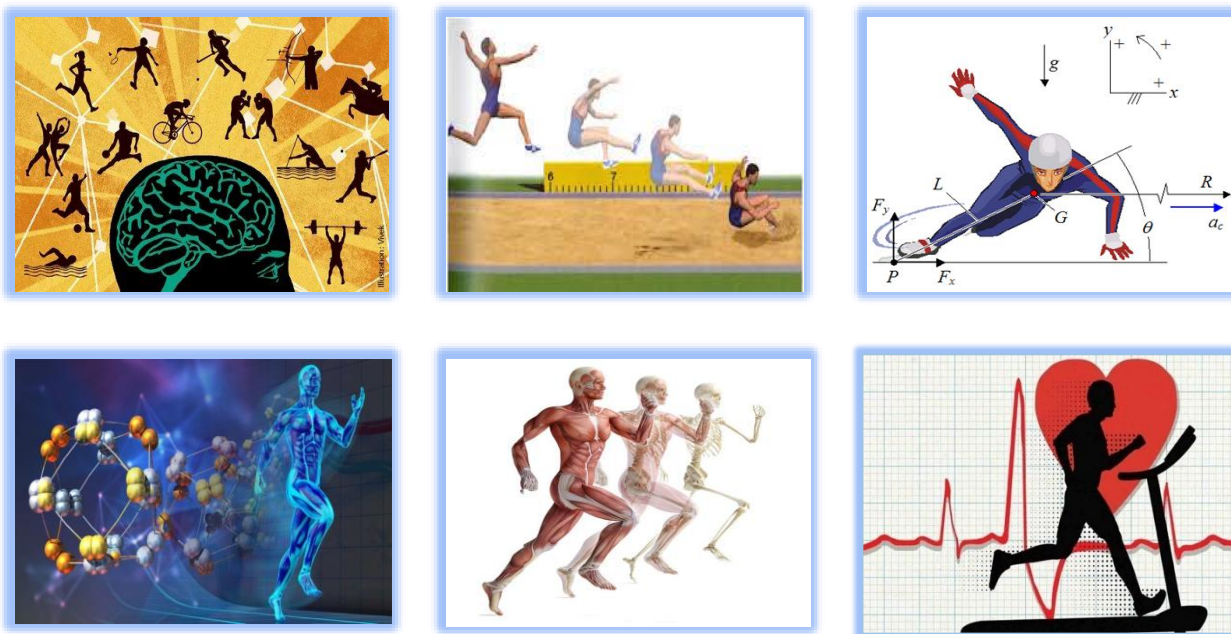 Illustration : Vivek
6 7
y
+ +
g
+
x
L
R
F_y
G
θ
a_c
P F_x